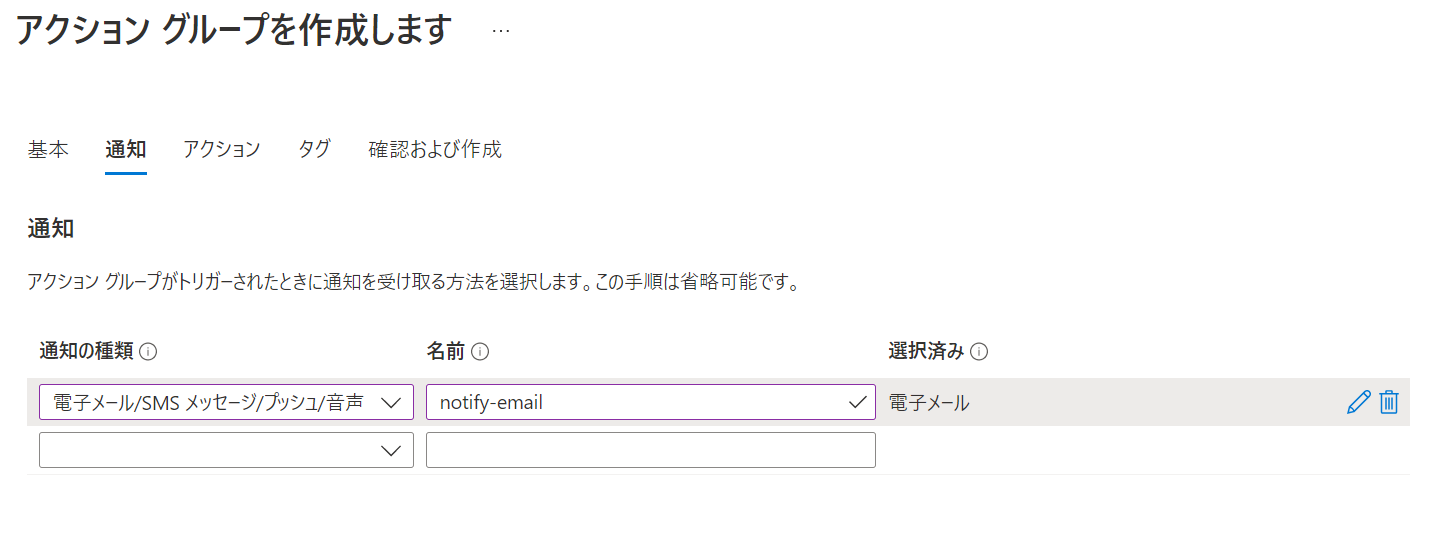 アクション グループを作成します …
基本 通知 アクション タグ 確認および作成
通知
アクション グループがトリガーされたときに通知を受け取る方法を選択します。この手順は省略可能です。
通知の種類 名前 選択済み
電子メール/SMS メッセージ/プッシュ/音声 notify-email 電子メール